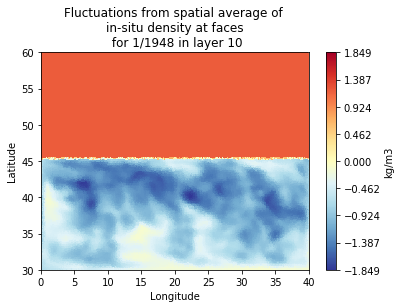 Fluctuations from spatial average of
in-situ density at faces
for 1/1948 in layer 10
60
55
50
45
40
35
30
Latitude
0 5 10 15 20 25 30 35 40
Longitude
1.849
1.387
0.924
0.462
0.000
−0.462
−0.924
−1.387
−1.849
kg/m3